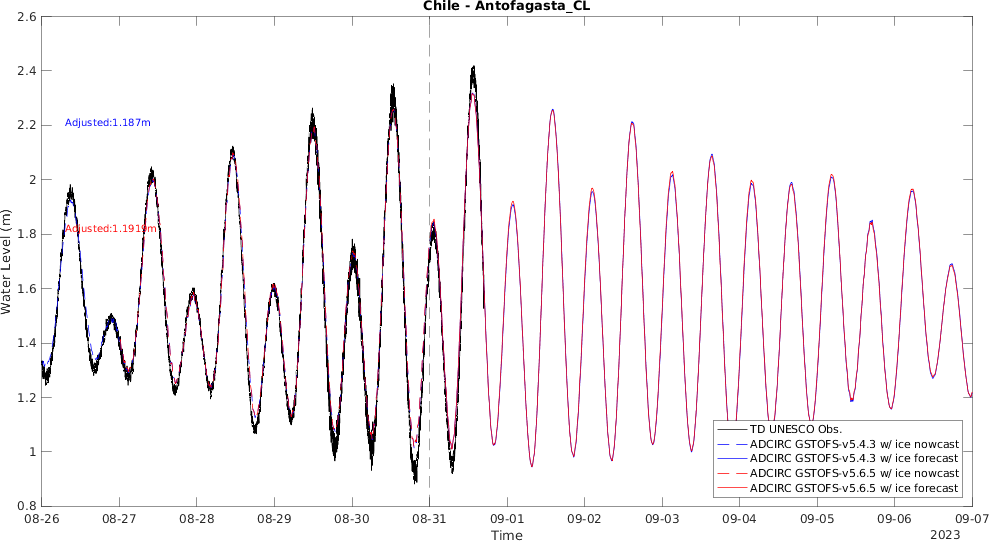 Chile - Antofagasta_CL
2.6
2.4
2.2
2
1.8
1.6
1.4
1.2
1
0.8
Water Level (m)
Adjusted:1.187m
Adjusted:1.1919m
TD UNESCO Obs.
ADCIRC GSTOFS-v5.4.3 w/ ice nowcast
ADCIRC GSTOFS-v5.4.3 w/ ice forecast
ADCIRC GSTOFS-v5.6.5 w/ ice nowcast
ADCIRC GSTOFS-v5.6.5 w/ ice forecast
08-26 08-27 08-28 08-29 08-30 08-31 09-01 09-02 09-03 09-04 09-05 09-06 09-07
Time
2023